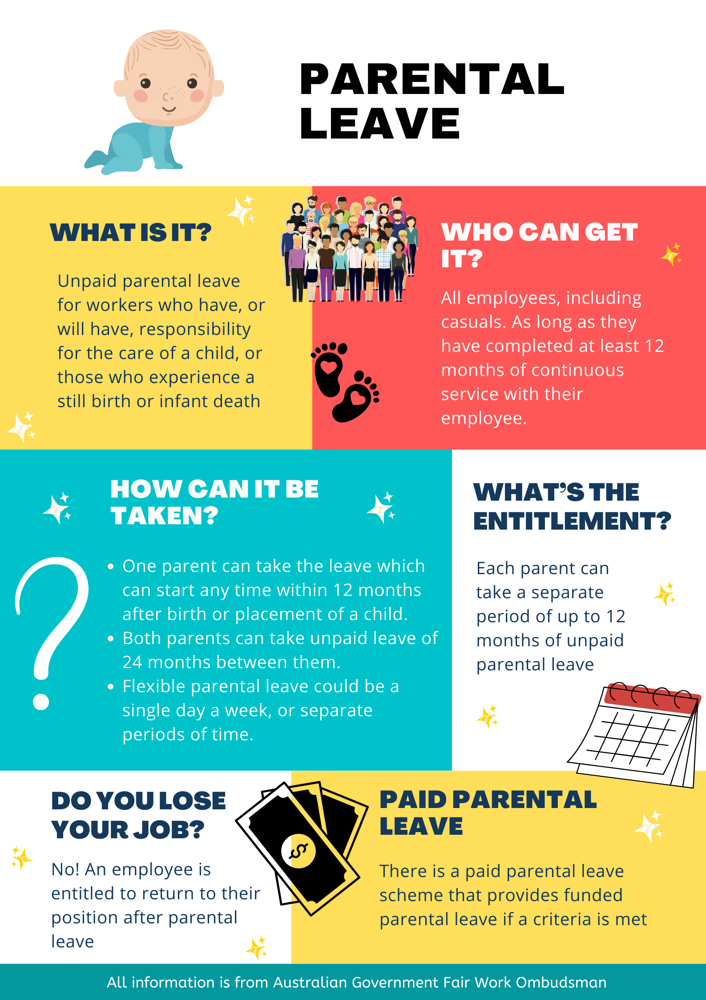 PARENTAL
LEAVE
WHAT IS IT?
Unpaid parental leave
for workers who have, or
will have, responsibility
for the care of a child, or
those who experience a
still birth or infant death
WHO CAN GET
IT?
All employees, including
casuals. As long as they
have completed at least 12
months of continuous
service with their
employee.
HOW CAN IT BE
TAKEN?
?
• One parent can take the leave which
can start any time within 12 months
after birth or placement of a child.
• Both parents can take unpaid leave of
24 months between them.
• Flexible parental leave could be a
single day a week, or separate
periods of time.
WHAT'S THE
ENTITLEMENT?
Each parent can
take a separate
period of up to 12
months of unpaid
parental leave
DO YOU LOSE
YOUR JOB?
No! An employee is
entitled to return to their
position after parental
leave
$
PAID PARENTAL
LEAVE
There is a paid parental leave
scheme that provides funded
parental leave if a criteria is met
All information is from Australian Government Fair Work Ombudsman